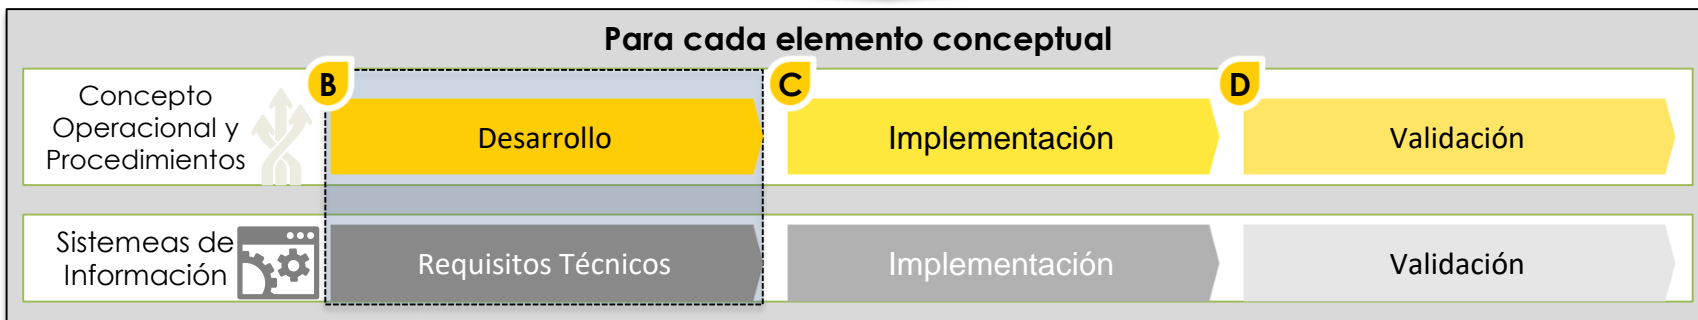 Para cada elemento conceptual
Concepto
Operacional y
Procedimientos
B
Desarrollo
C
Implementación
D
Validación
Sistemeas de
Información
Requisitos Técnicos
Implementación
Validación